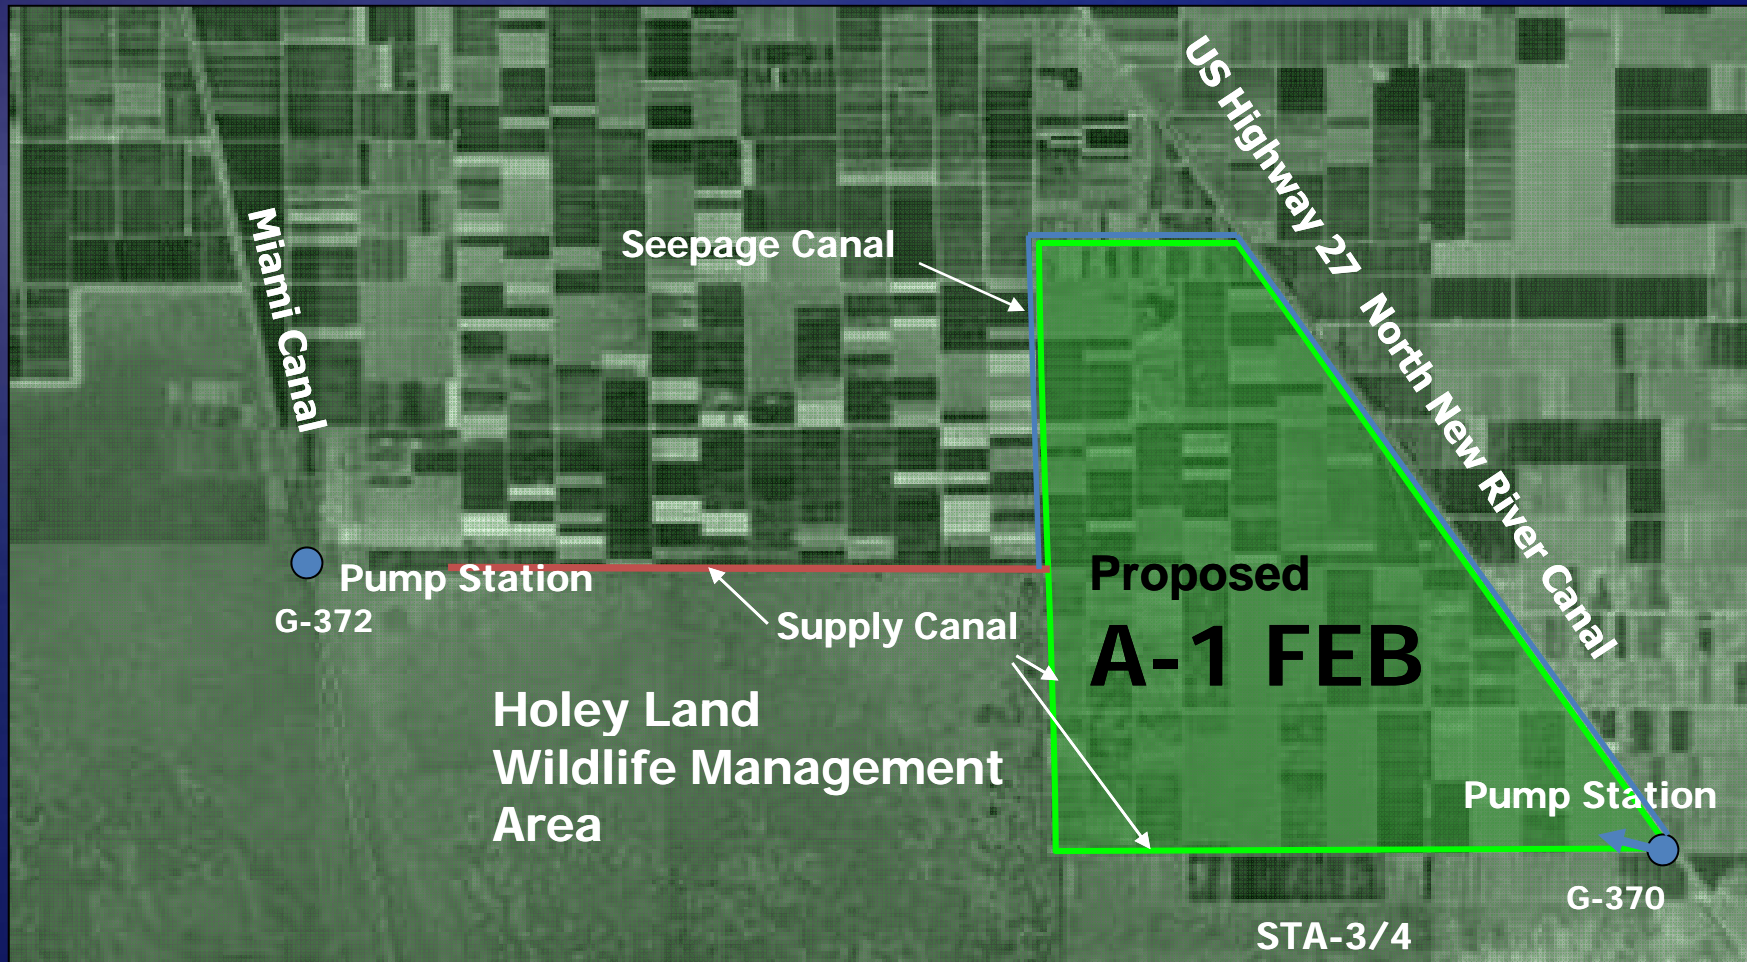 US Highway 27
North New River Canal
Miami Canal
Seepage Canal
Pump Station
G-372
Supply Canal
Proposed
A-1 FEB
Holey Land
Wildlife Management
Area
Pump Station
G-370
STA-3/4